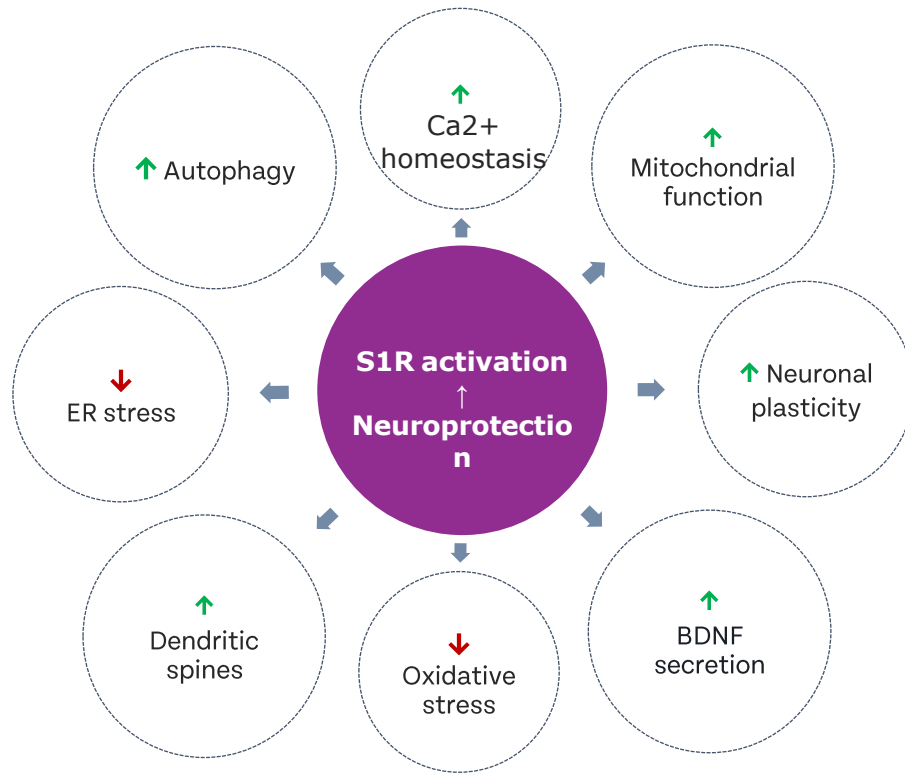 ↑
Ca2+
homeostasis
↑
Mitochondrial
function
↑ Autophagy
S1R activation
↑
Neuroprotectio
n
↑ Neuronal
plasticity
↓
ER stress
↑
Dendritic
spines
↓
Oxidative
stress
↑
BDNF
secretion